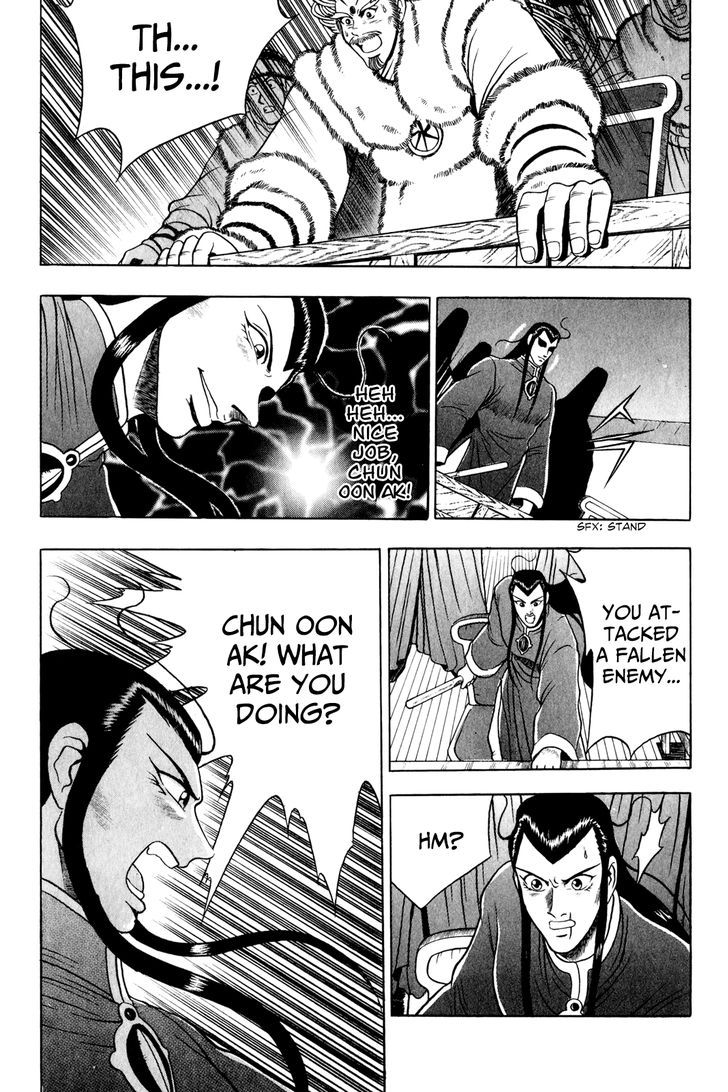 TH...
THIS...!
HEH
HEH...
NICE
JOB,
CHUN
OON AK!
SFX: STAND
YOU AT-
TACKED
A FALLEN
ENEMY...
CHUN OON
AK! WHAT
ARE YOU
DOING?
HM?